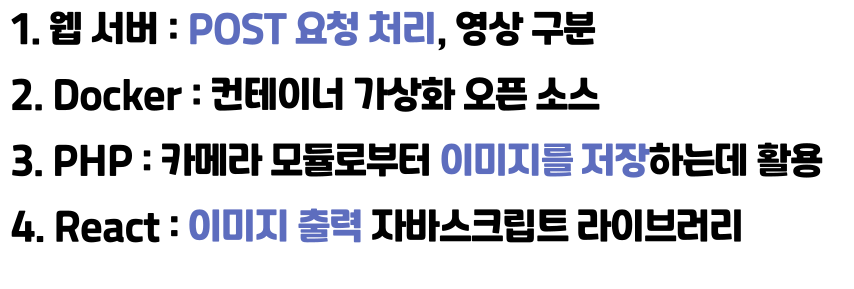 1. 웹 서버 : POST 요청 처리, 영상 구분
2. Docker : 컨테이너 가상화 오픈 소스
3. PHP : 카메라 모듈로부터 이미지를 저장하는데 활용
4. React : 이미지 출력 자바스크립트 라이브러리